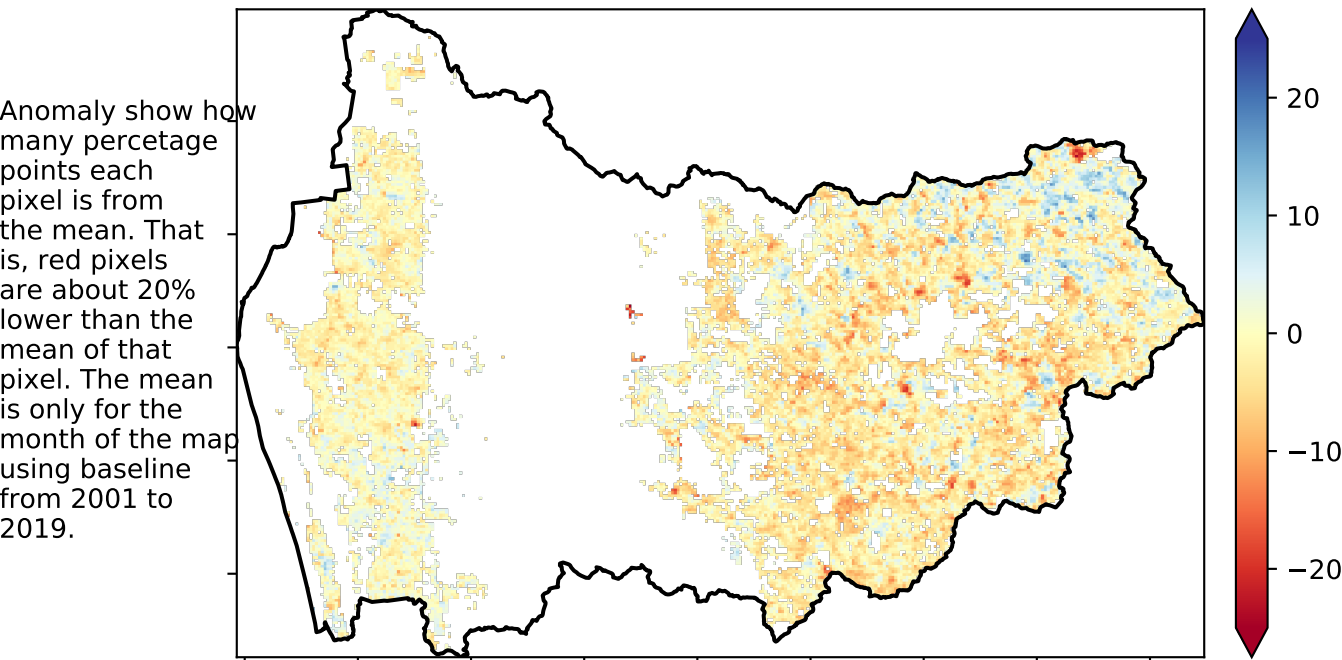 Anomaly show how
many percetage
points each
pixel is from
the mean. That
is, red pixels
are about 20%
lower than the
mean of that
pixel. The mean
is only for the
month of the map
using baseline
from 2001 to
2019.
20
10
0
−10
−20